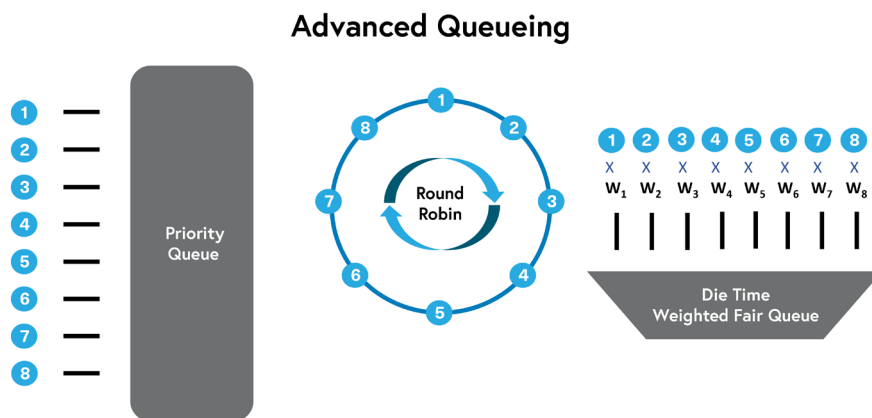 Advanced Queueing
1
2
3
4
5
6
7
8
Priority
Queue
1
2
3
4
5
6
7
8
Round
Robin
1 2 3 4 5 6 7 8
X X X X X X X X
W₁ W₂ W₃ W₄ W₅ W₆ W₇ W₈
Die Time
Weighted Fair Queue